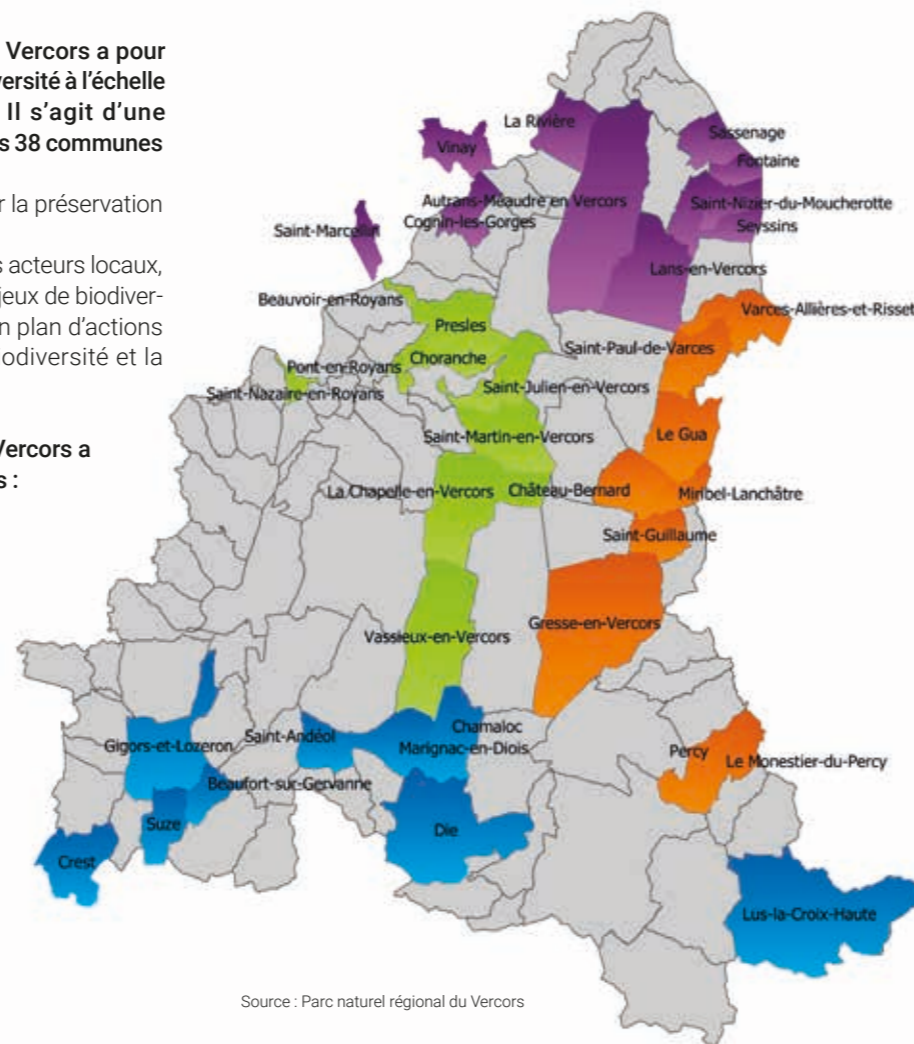 Vercors a pour
ersité à l’échelle
Il s’agit d’une
s 38 communes
r la préservation
s acteurs locaux,
jeux de biodiver-
n plan d’actions
odiversité et la
Vercors a
s :
La Rivière
Sassenage
Vinay
Fontaine
Autrans-Méaudre en Vercors
Saint-Nizier-du-Moucherotte
Cognin-les-Gorges
Saint-Marcellin
Seyssins
Lans-en-Vercors
Beauvoir-en-Royans
Varces-Allières-et-Risset
Presles
Saint-Paul-de-Varces
Choranche
Pont-en-Royans
Saint-Julien-en-Vercors
Saint-Nazaire-en-Royans
Saint-Martin-en-Vercors
Le Gua
La Chapelle-en-Vercors
Château-Bernard
Miribel-Lanchâtre
Saint-Guillaume
Vassieux-en-Vercors
Gresse-en-Vercors
Chamaloc
Saint-Andéol
Gigors-et-Lozeron
Marignac-en-Diois
Percy
Le Monestier-du-Percy
Beaufort-sur-Gervanne
Suze
Die
Crest
Lus-la-Croix-Haute
Source : Parc naturel régional du Vercors